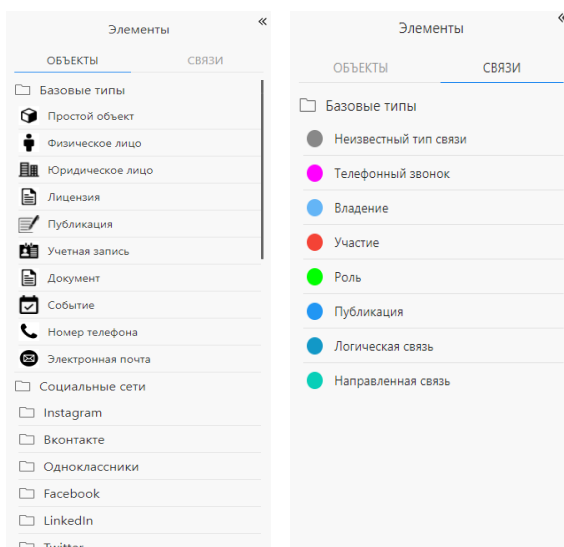 Элементы
«
ОБЪЕКТЫ СВЯЗИ
Базовые типы
Простой объект
Физическое лицо
Юридическое лицо
Лицензия
Публикация
Учетная запись
Документ
Событие
Номер телефона
Электронная почта
Социальные сети
Instagram
Вконтакте
Одноклассники
Facebook
LinkedIn
Twitter
Элементы
«
ОБЪЕКТЫ СВЯЗИ
Базовые типы
Неизвестный тип связи
Телефонный звонок
Владение
Участие
Роль
Публикация
Логическая связь
Направленная связь